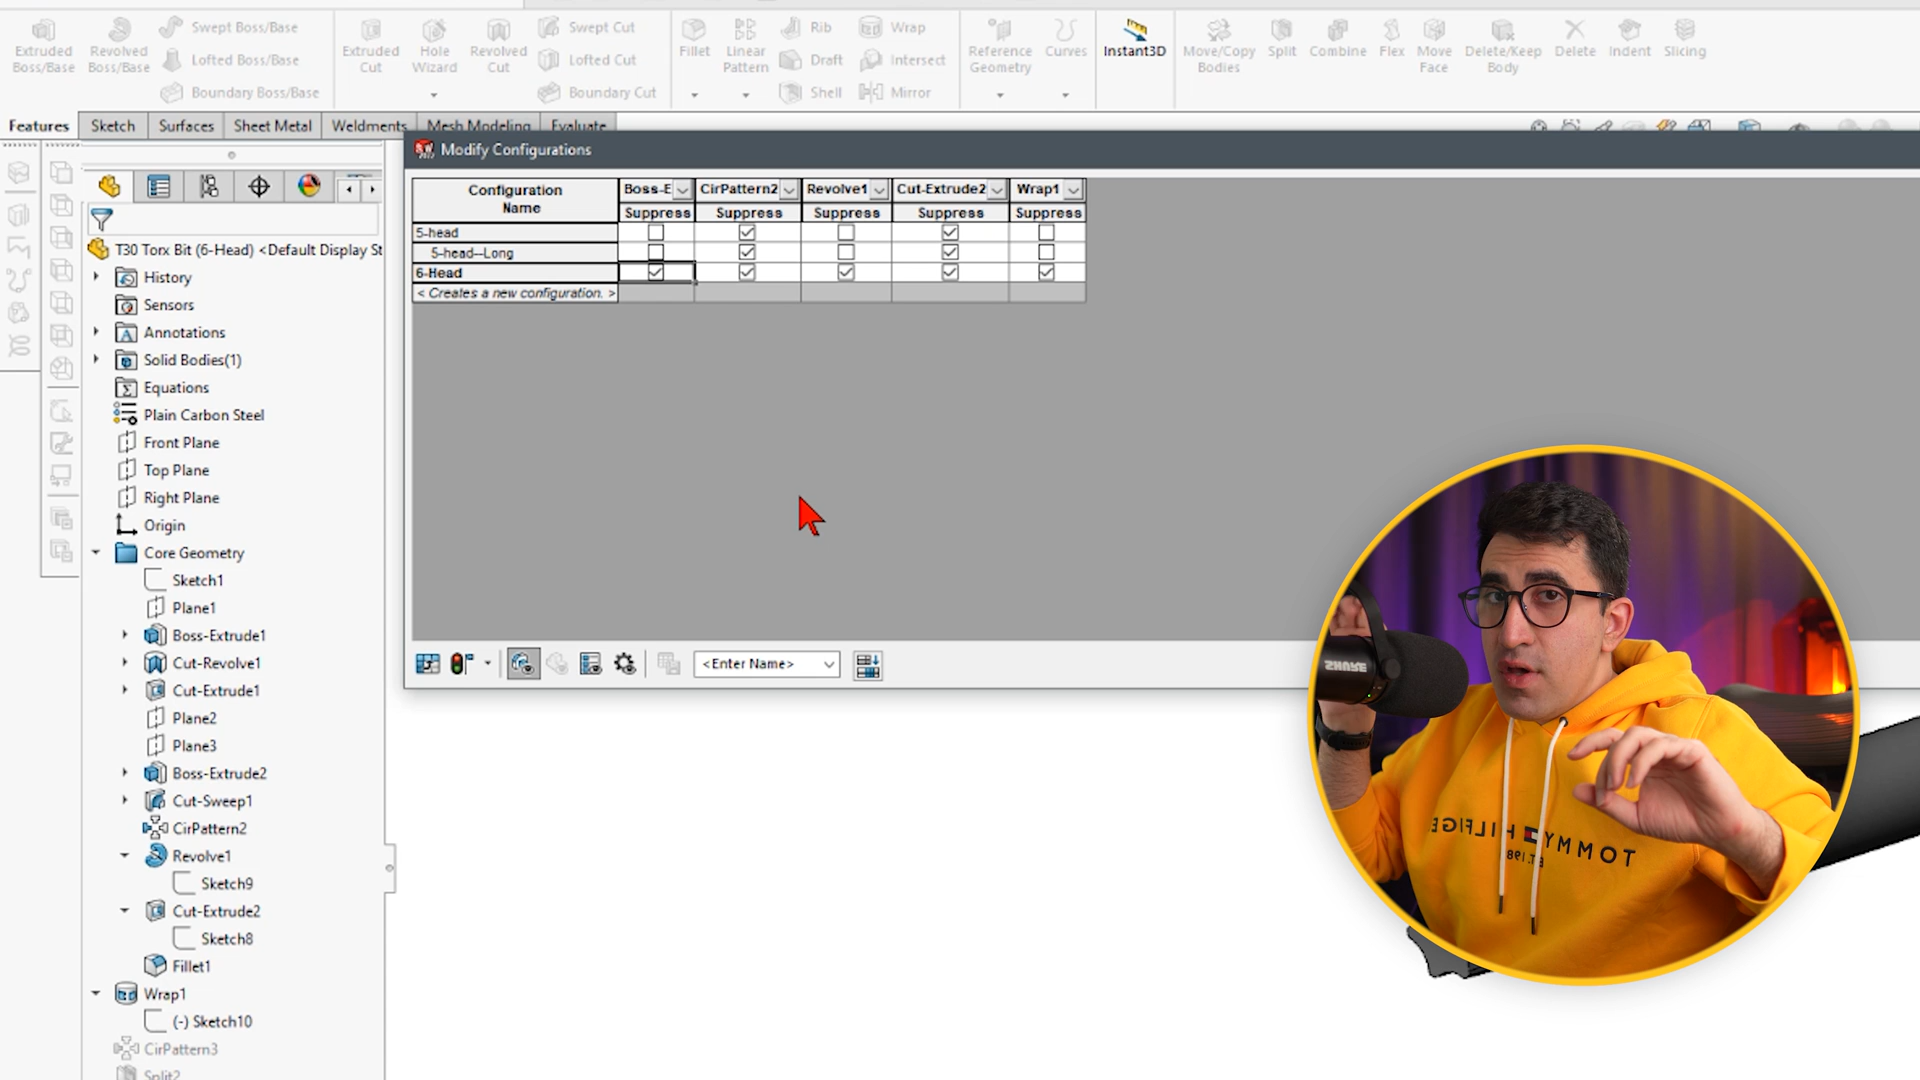 Extruded Boss/Base
Revolved Boss/Base
Swept Boss/Base
Lofted Boss/Base
Boundary Boss/Base
Extruded Cut
Hole Wizard
Revolved Cut
Swept Cut
Lofted Cut
Boundary Cut
Fillet
Linear Pattern
Rib
Draft
Shell
Wrap
Intersect
Mirror
Reference Geometry
Curves
Instant3D
Move/Copy Bodies
Split
Combine
Flex
Move Face
Delete/Keep Body
Delete
Indent
Slicing
Features Sketch Surfaces Sheet Metal Weldments Mesh Modeling Evaluate
Modify Configurations
Configuration Name Boss-E CirPattern2 Revolve1 Cut-Extrude2 Wrap1
Suppress Suppress Suppress Suppress Suppress
5-head
5-head--Long
6-Head
< Creates a new configuration. >
<Enter Name>
T30 Torx Bit (6-Head) <Default Display St
History
Sensors
Annotations
Solid Bodies(1)
Equations
Plain Carbon Steel
Front Plane
Top Plane
Right Plane
Origin
Core Geometry
Sketch1
Plane1
Boss-Extrude1
Cut-Revolve1
Cut-Extrude1
Plane2
Plane3
Boss-Extrude2
Cut-Sweep1
CirPattern2
Revolve1
Sketch9
Cut-Extrude2
Sketch8
Fillet1
Wrap1
(-) Sketch10
CirPattern3
Split2
SHURE
TOMMY HILFIGE